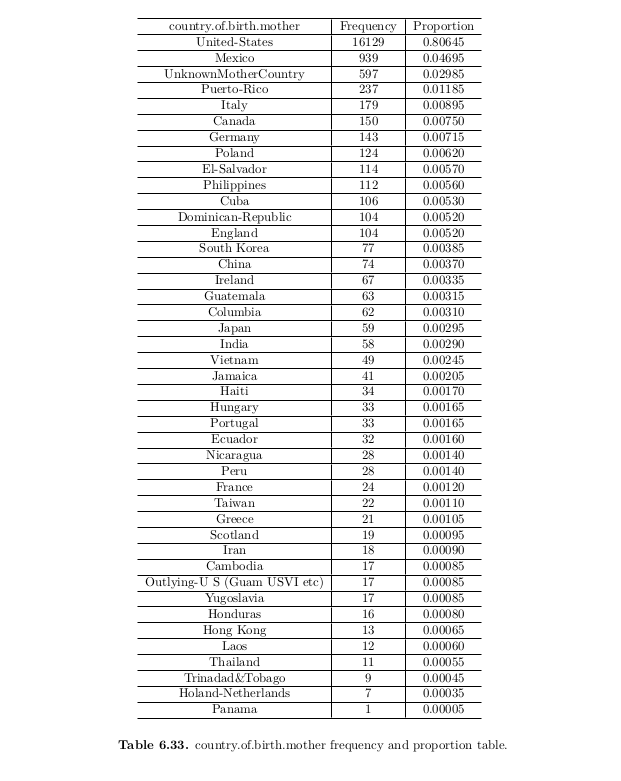 country.of.birth.mother Frequency Proportion
United-States 16129 0.80645
Mexico 939 0.04695
UnknownMotherCountry 597 0.02985
Puerto-Rico 237 0.01185
Italy 179 0.00895
Canada 150 0.00750
Germany 143 0.00715
Poland 124 0.00620
El-Salvador 114 0.00570
Philippines 112 0.00560
Cuba 106 0.00530
Dominican-Republic 104 0.00520
England 104 0.00520
South Korea 77 0.00385
China 74 0.00370
Ireland 67 0.00335
Guatemala 63 0.00315
Columbia 62 0.00310
Japan 59 0.00295
India 58 0.00290
Vietnam 49 0.00245
Jamaica 41 0.00205
Haiti 34 0.00170
Hungary 33 0.00165
Portugal 33 0.00165
Ecuador 32 0.00160
Nicaragua 28 0.00140
Peru 28 0.00140
France 24 0.00120
Taiwan 22 0.00110
Greece 21 0.00105
Scotland 19 0.00095
Iran 18 0.00090
Cambodia 17 0.00085
Outlying-U S (Guam USVI etc) 17 0.00085
Yugoslavia 17 0.00085
Honduras 16 0.00080
Hong Kong 13 0.00065
Laos 12 0.00060
Thailand 11 0.00055
Trinadad&Tobago 9 0.00045
Holand-Netherlands 7 0.00035
Panama 1 0.00005
Table 6.33. country.of.birth.mother frequency and proportion table.